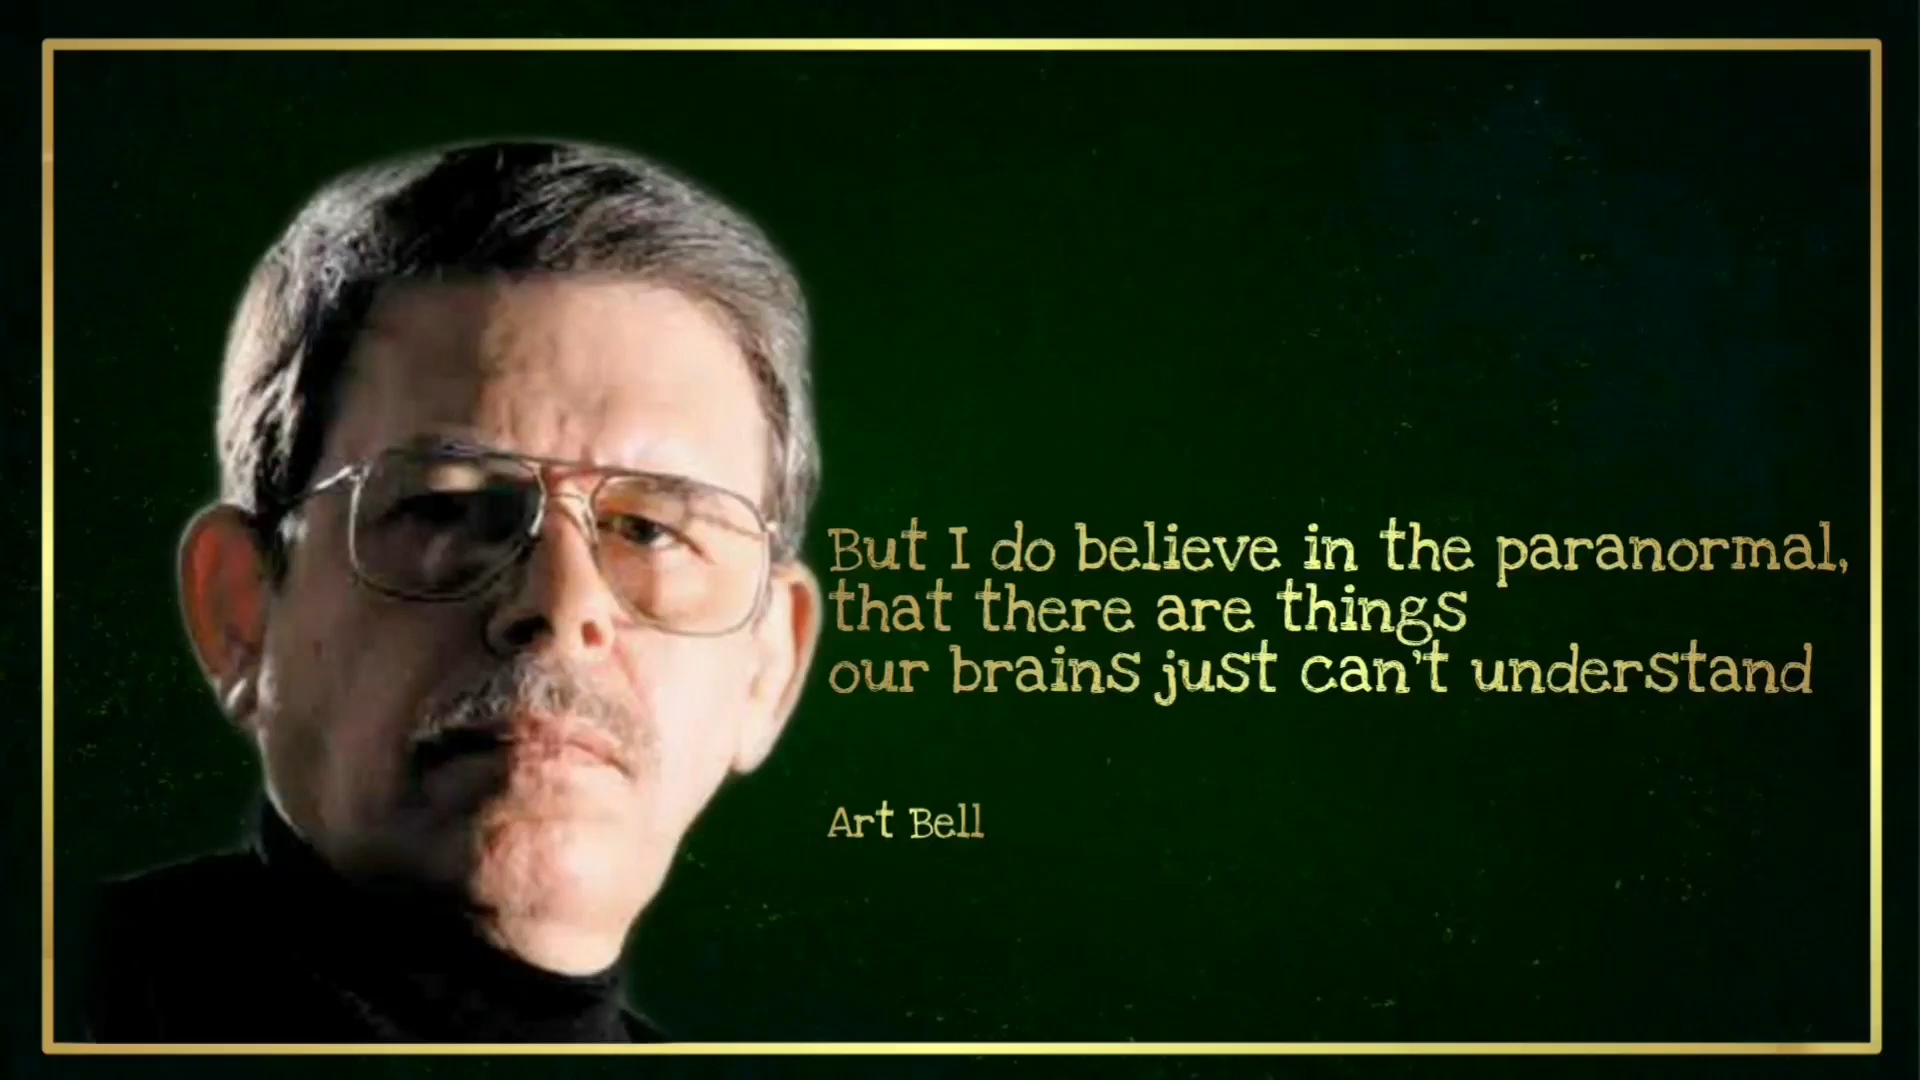 But I do believe in the paranormal,
that there are things
our brains just can't understand
Art Bell